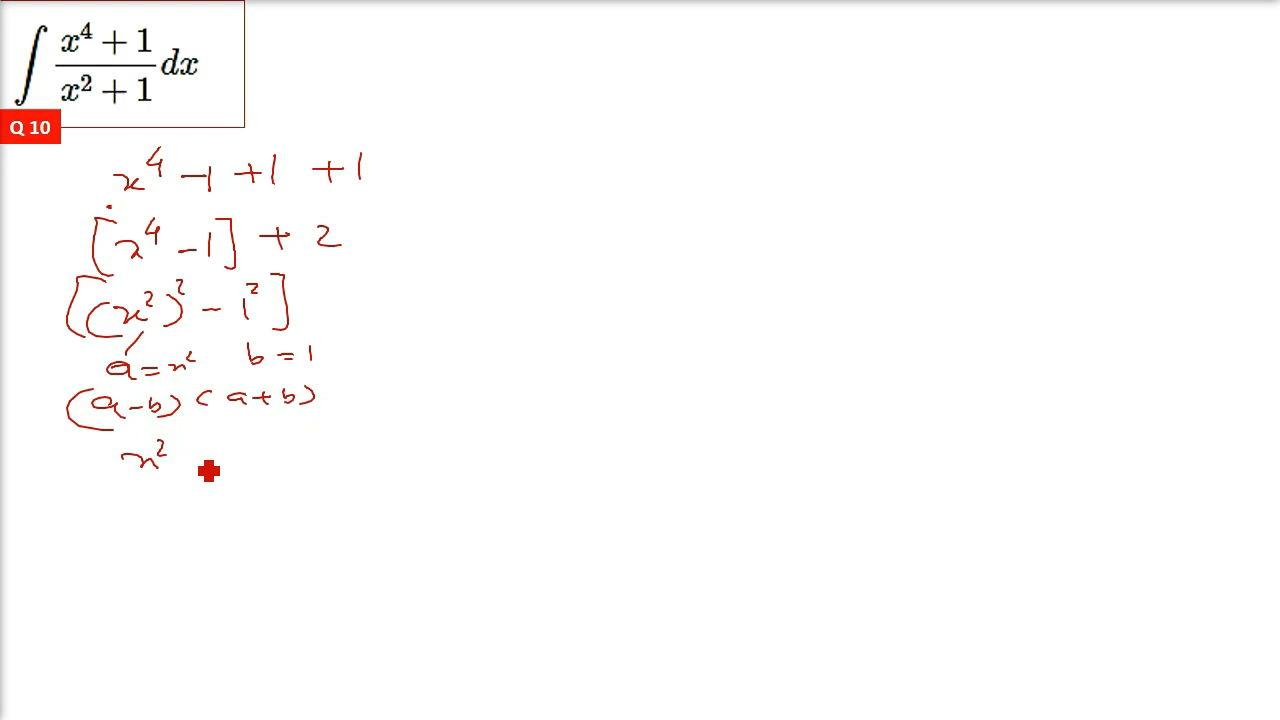 ∫ (x⁴ + 1)/(x² + 1) dx
Q 10
x⁴ - 1 + 1 + 1
[x⁴ - 1] + 2
[(x²)² - 1²]
a = x² b = 1
(a - b) (a + b)
x²